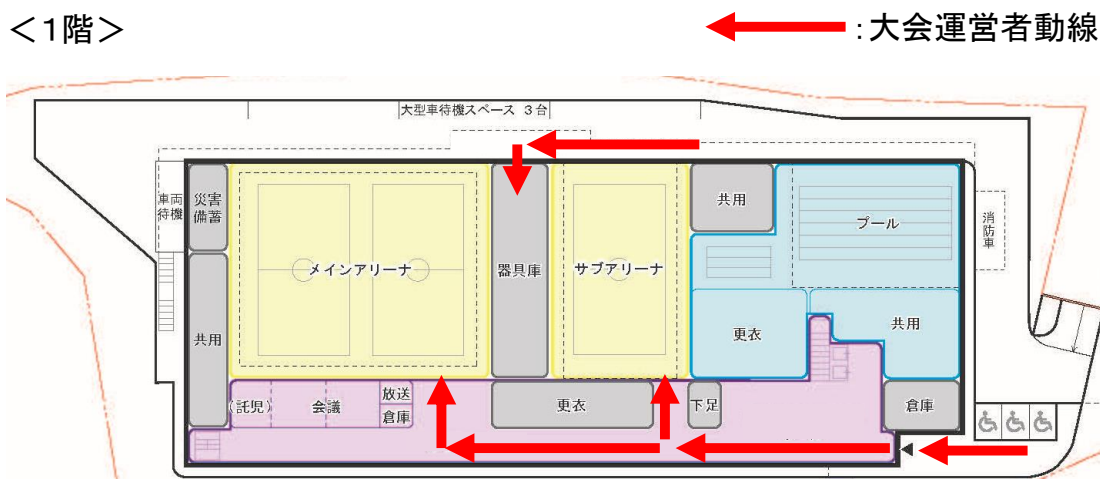 ＜1階＞
：大会運営者動線
大型車待機スペース 3台
車両
待機
災害
備蓄
共用
メインアリーナ
器具庫
サブアリーナ
共用
プール
消防車
更衣
共用
(託児)
会議
放送
倉庫
更衣
下足
倉庫